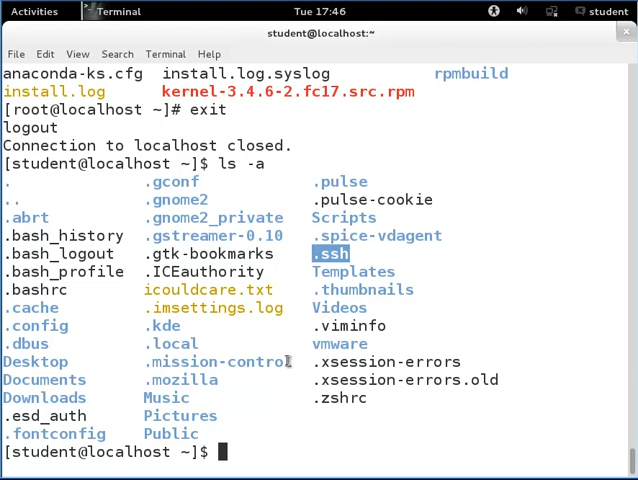 Activities Terminal Tue 17:46 student
student@localhost:~
File Edit View Search Terminal Help
anaconda-ks.cfg install.log.syslog rpmbuild
install.log kernel-3.4.6-2.fc17.src.rpm
[root@localhost ~]# exit
logout
Connection to localhost closed.
[student@localhost ~]$ ls -a
. .gconf .pulse
.. .gnome2 .pulse-cookie
.abrt .gnome2_private Scripts
.bash_history .gstreamer-0.10 .spice-vdagent
.bash_logout .gtk-bookmarks .ssh
.bash_profile .ICEauthority Templates
.bashrc icouldcare.txt .thumbnails
.cache .imsettings.log Videos
.config .kde .viminfo
.dbus .local vmware
Desktop .mission-control .xsession-errors
Documents .mozilla .xsession-errors.old
Downloads Music .zshrc
.esd_auth Pictures
.fontconfig Public
[student@localhost ~]$